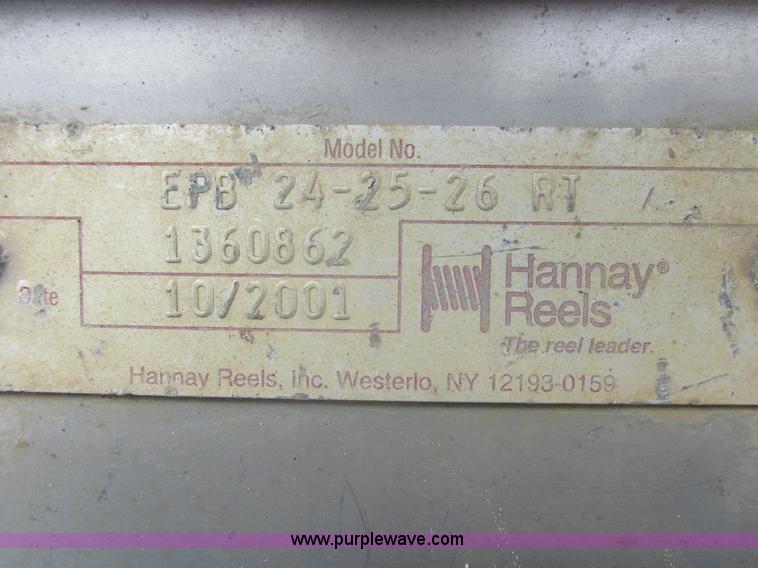 Model No.
EPB 24-25-26 RT
1360862
Date 10/2001
Hannay®
Reels
The reel leader.
Hannay Reels, Inc. Westerlo, NY 12193-0159
www.purplewave.com